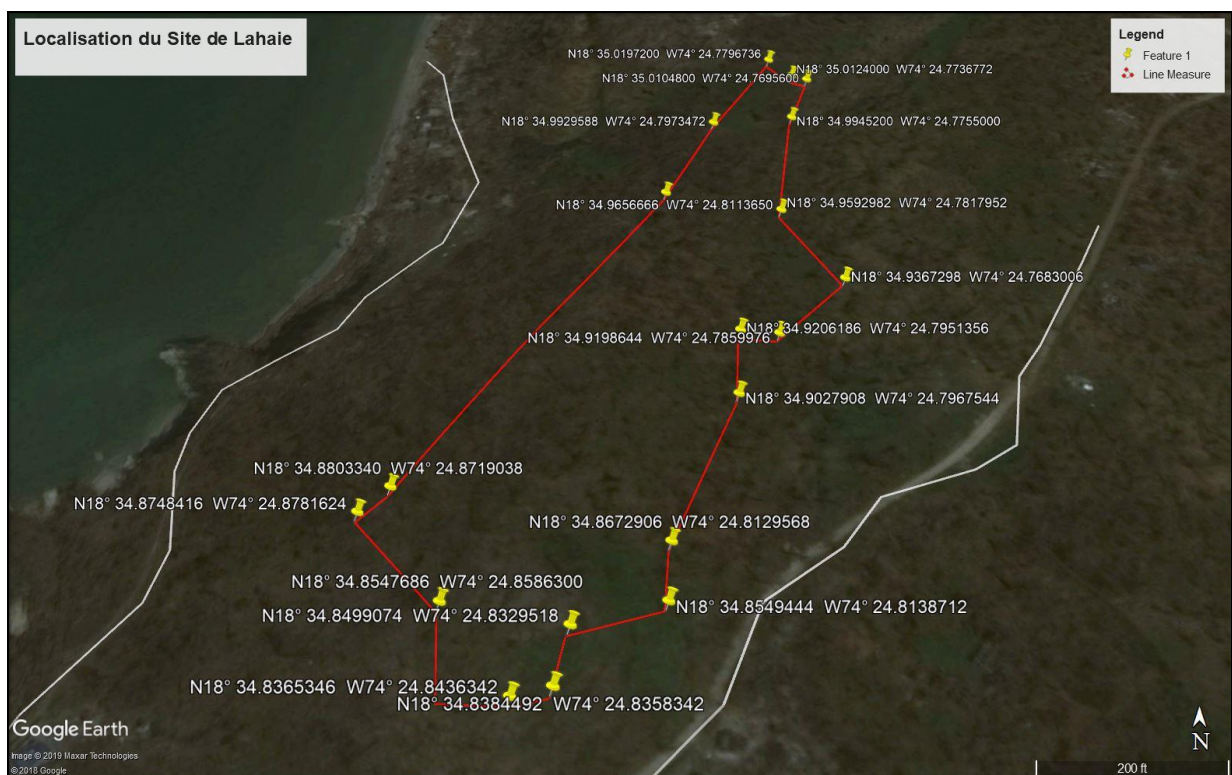 Localisation du Site de Lahaie
Legend
Feature 1
Line Measure
N18° 35.0197200 W74° 24.7796736
N18° 35.0124000 W74° 24.7736772
N18° 35.0104800 W74° 24.7695600
N18° 34.9929588 W74° 24.7973472
N18° 34.9945200 W74° 24.7755000
N18° 34.9656666 W74° 24.8113650
N18° 34.9592982 W74° 24.7817952
N18° 34.9367298 W74° 24.7683006
N18° 34.9206186 W74° 24.7951356
N18° 34.9198644 W74° 24.7859976
N18° 34.9027908 W74° 24.7967544
N18° 34.8803340 W74° 24.8719038
N18° 34.8748416 W74° 24.8781624
N18° 34.8672906 W74° 24.8129568
N18° 34.8547686 W74° 24.8586300
N18° 34.8549444 W74° 24.8138712
N18° 34.8499074 W74° 24.8329518
N18° 34.8365346 W74° 24.8436342
N18° 34.8384492 W74° 24.8358342
Google Earth
Image © 2019 Maxar Technologies
© 2018 Google
N
200 ft